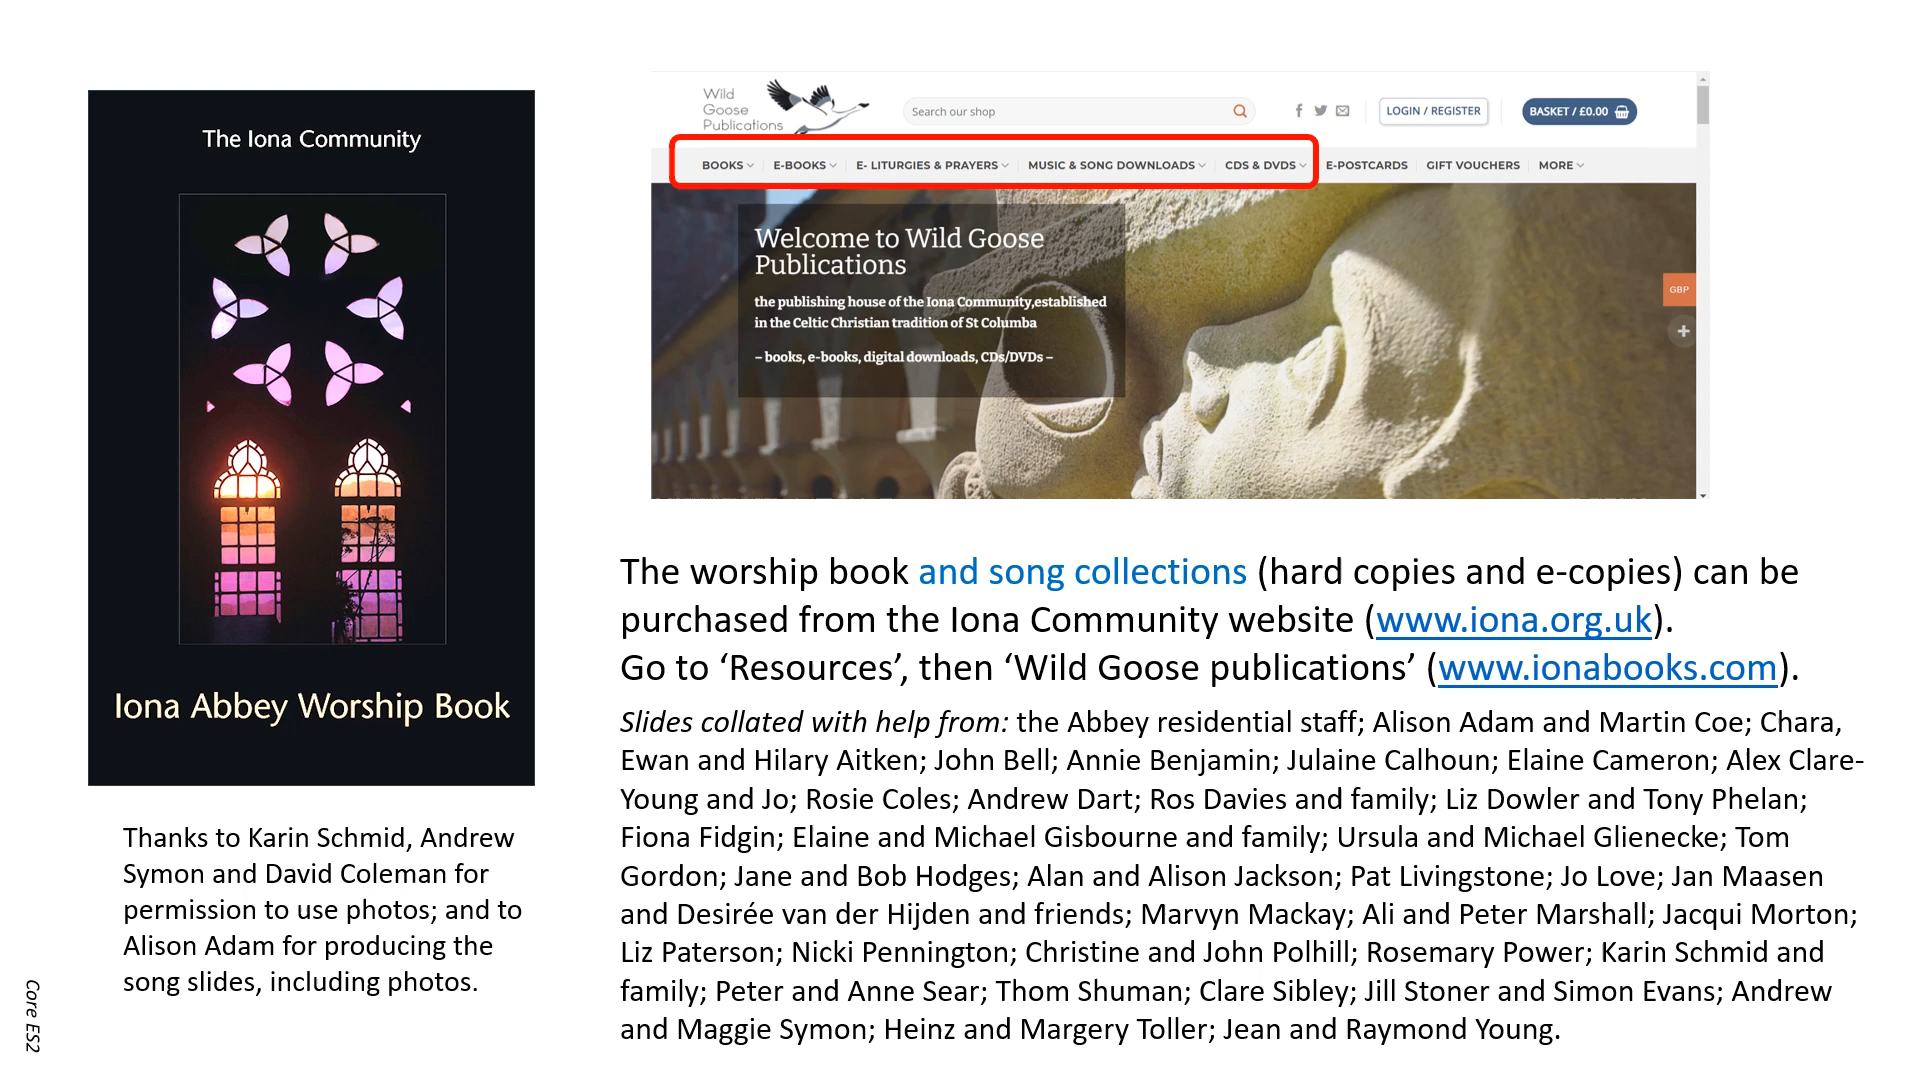 The Iona Community
Iona Abbey Worship Book
Thanks to Karin Schmid, Andrew
Symon and David Coleman for
permission to use photos; and to
Alison Adam for producing the
song slides, including photos.
Core ES2
Wild
Goose
Publications
Search our shop
LOGIN / REGISTER
BASKET / £0.00
BOOKS E-BOOKS E- LITURGIES & PRAYERS MUSIC & SONG DOWNLOADS CDS & DVDS E-POSTCARDS GIFT VOUCHERS MORE
Welcome to Wild Goose
Publications
the publishing house of the Iona Community,established
in the Celtic Christian tradition of St Columba
– books, e-books, digital downloads, CDs/DVDs –
GBP
The worship book and song collections (hard copies and e-copies) can be
purchased from the Iona Community website (www.iona.org.uk).
Go to ‘Resources’, then ‘Wild Goose publications’ (www.ionabooks.com).
Slides collated with help from: the Abbey residential staff; Alison Adam and Martin Coe; Chara,
Ewan and Hilary Aitken; John Bell; Annie Benjamin; Julaine Calhoun; Elaine Cameron; Alex Clare-
Young and Jo; Rosie Coles; Andrew Dart; Ros Davies and family; Liz Dowler and Tony Phelan;
Fiona Fidgin; Elaine and Michael Gisbourne and family; Ursula and Michael Glienecke; Tom
Gordon; Jane and Bob Hodges; Alan and Alison Jackson; Pat Livingstone; Jo Love; Jan Maasen
and Desirée van der Hijden and friends; Marvyn Mackay; Ali and Peter Marshall; Jacqui Morton;
Liz Paterson; Nicki Pennington; Christine and John Polhill; Rosemary Power; Karin Schmid and
family; Peter and Anne Sear; Thom Shuman; Clare Sibley; Jill Stoner and Simon Evans; Andrew
and Maggie Symon; Heinz and Margery Toller; Jean and Raymond Young.